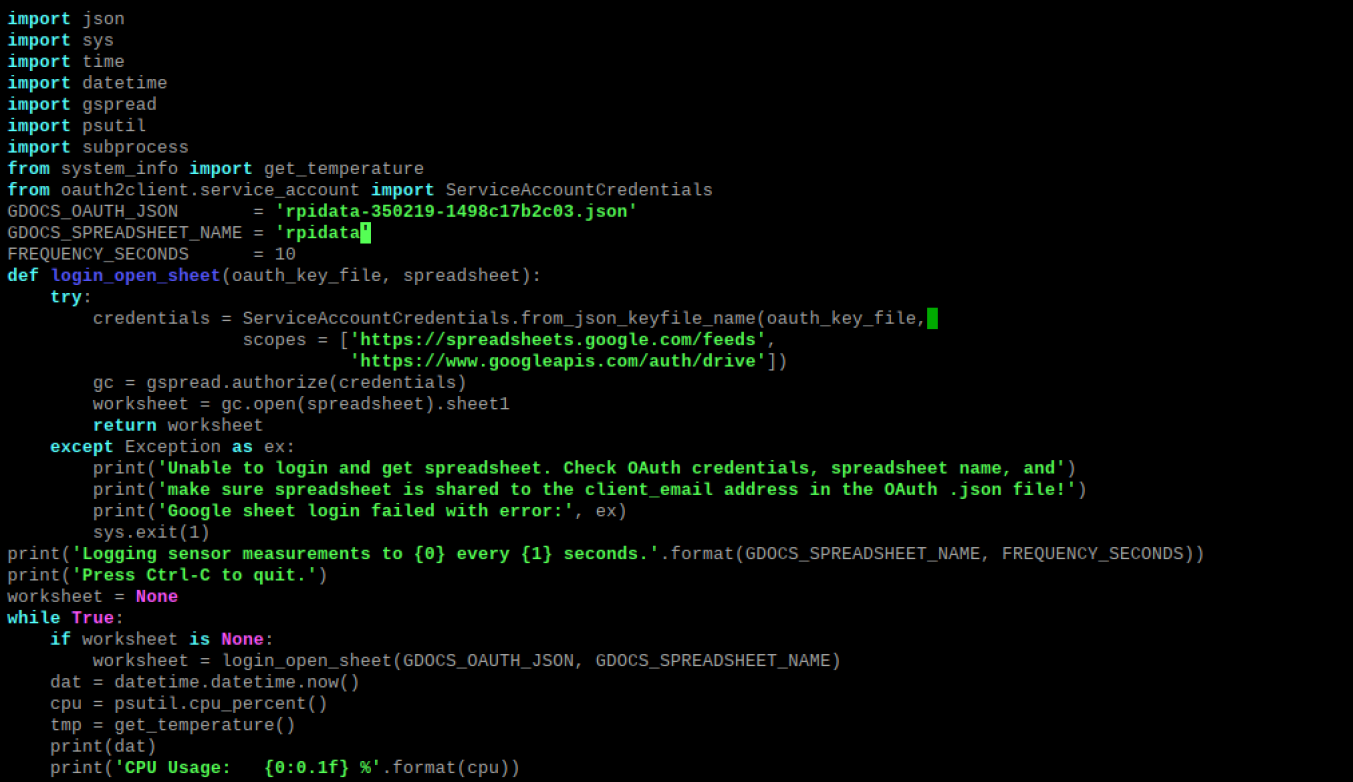 import json
import sys
import time
import datetime
import gspread
import psutil
import subprocess
from system_info import get_temperature
from oauth2client.service_account import ServiceAccountCredentials
GDOCS_OAUTH_JSON       = 'rpidata-350219-1498c17b2c03.json'
GDOCS_SPREADSHEET_NAME = 'rpidata'
FREQUENCY_SECONDS      = 10
def login_open_sheet(oauth_key_file, spreadsheet):
    try:
        credentials = ServiceAccountCredentials.from_json_keyfile_name(oauth_key_file,
                      scopes = ['https://spreadsheets.google.com/feeds',
                                'https://www.googleapis.com/auth/drive'])
        gc = gspread.authorize(credentials)
        worksheet = gc.open(spreadsheet).sheet1
        return worksheet
    except Exception as ex:
        print('Unable to login and get spreadsheet. Check OAuth credentials, spreadsheet name, and')
        print('make sure spreadsheet is shared to the client_email address in the OAuth .json file!')
        print('Google sheet login failed with error:', ex)
        sys.exit(1)
print('Logging sensor measurements to {0} every {1} seconds.'.format(GDOCS_SPREADSHEET_NAME, FREQUENCY_SECONDS))
print('Press Ctrl-C to quit.')
worksheet = None
while True:
    if worksheet is None:
        worksheet = login_open_sheet(GDOCS_OAUTH_JSON, GDOCS_SPREADSHEET_NAME)
    dat = datetime.datetime.now()
    cpu = psutil.cpu_percent()
    tmp = get_temperature()
    print(dat)
    print('CPU Usage:   {0:0.1f} %'.format(cpu))